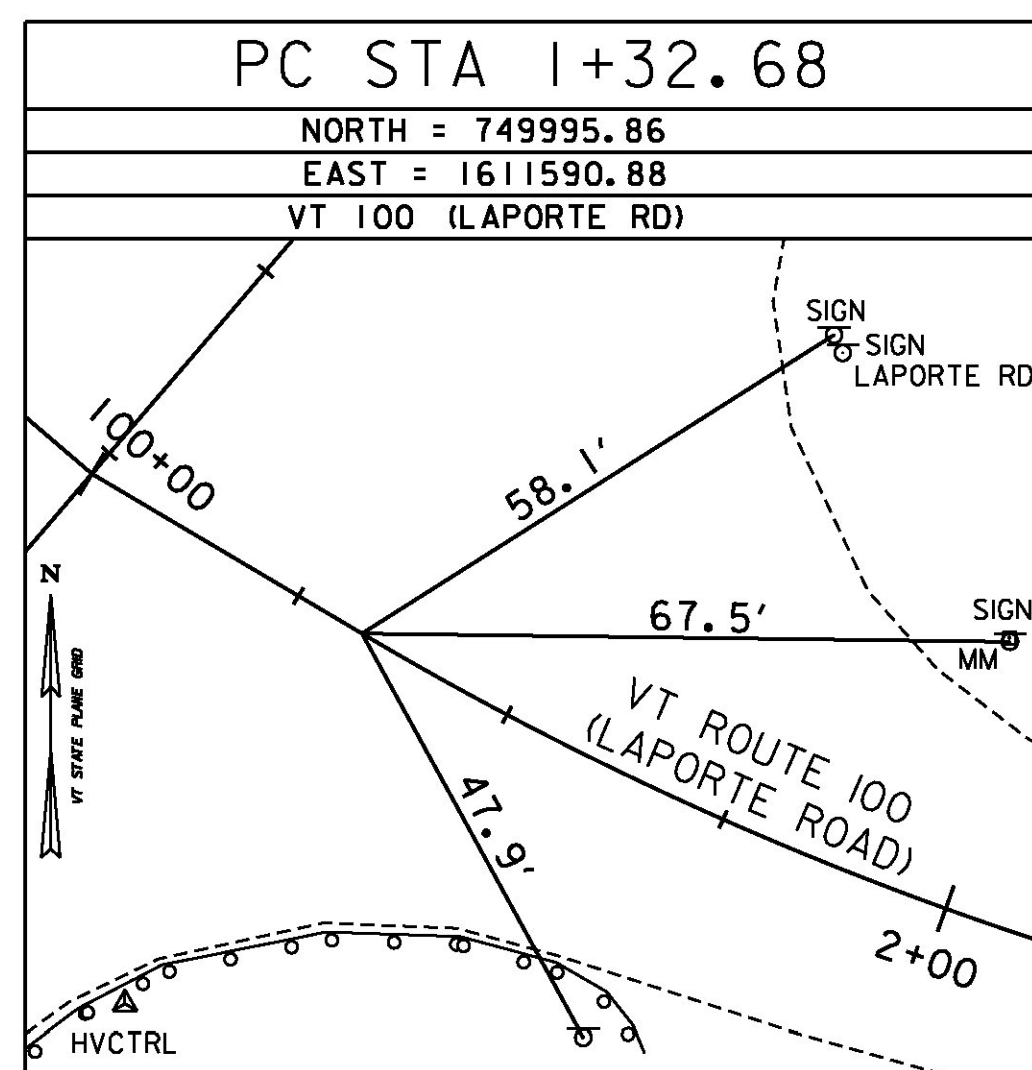 PC STA 1+32.68
NORTH = 749995.86
EAST = 1611590.88
VT 100 (LAPORTE RD)
SIGN
SIGN
LAPORTE RD
100+00
58.1'
N
VT STATE PLANE GRID
67.5'
SIGN
MM
VT ROUTE 100
(LAPORTE ROAD)
47.9'
2+00
HVCTRL